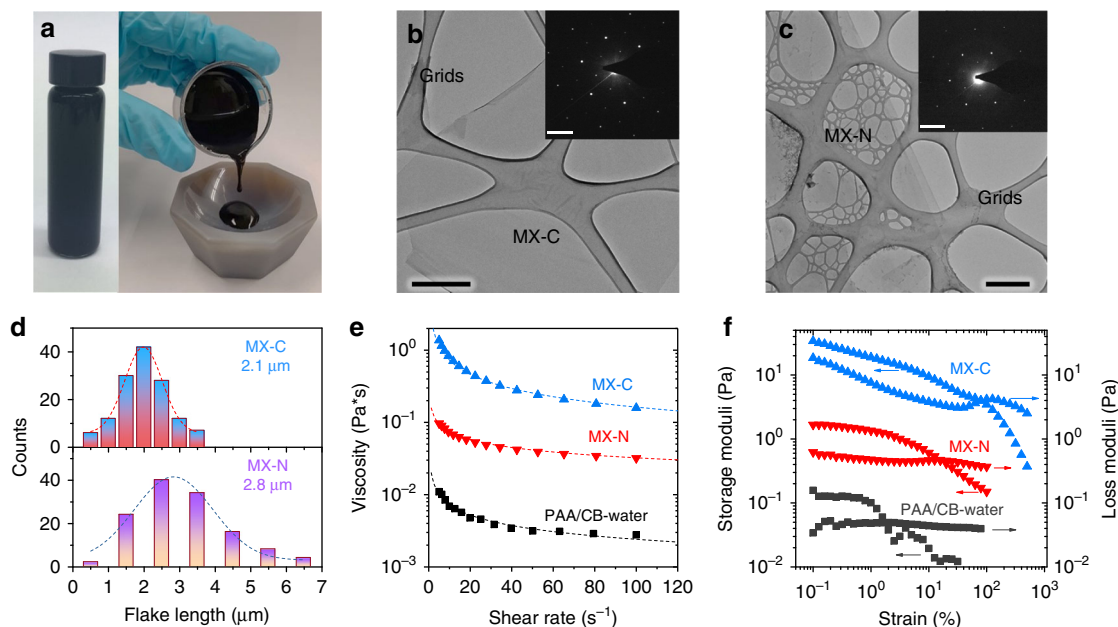 a
b
Grids
MX-C
c
MX-N
Grids
d
Counts
40
20
0
40
20
0
MX-C
2.1 μm
MX-N
2.8 μm
0 1 2 3 4 5 6 7
Flake length (μm)
e
Viscosity (Pa*s)
10⁰
10⁻¹
10⁻²
10⁻³
MX-C
MX-N
PAA/CB-water
0 20 40 60 80 100 120
Shear rate (s⁻¹)
f
Storage moduli (Pa)
10¹
10⁰
10⁻¹
10⁻²
MX-C
MX-N
PAA/CB-water
10¹
10⁰
10⁻¹
10⁻²
Loss moduli (Pa)
10⁻¹ 10⁰ 10¹ 10² 10³
Strain (%)